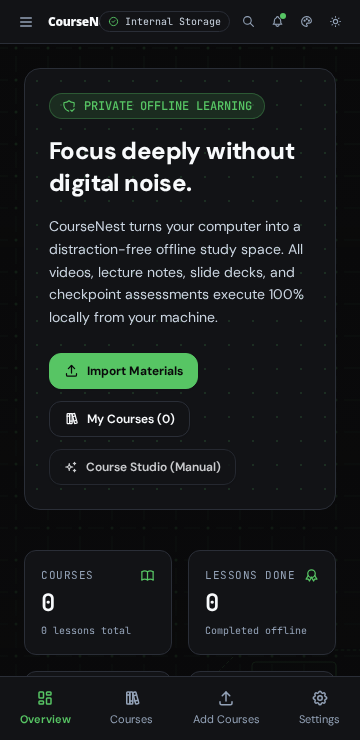 CourseN
Internal Storage
PRIVATE OFFLINE LEARNING
Focus deeply without
digital noise.
CourseNest turns your computer into a
distraction-free offline study space. All
videos, lecture notes, slide decks, and
checkpoint assessments execute 100%
locally from your machine.
Import Materials
My Courses (0)
Course Studio (Manual)
COURSES
0
0 lessons total
LESSONS DONE
0
Completed offline
Overview
Courses
Add Courses
Settings